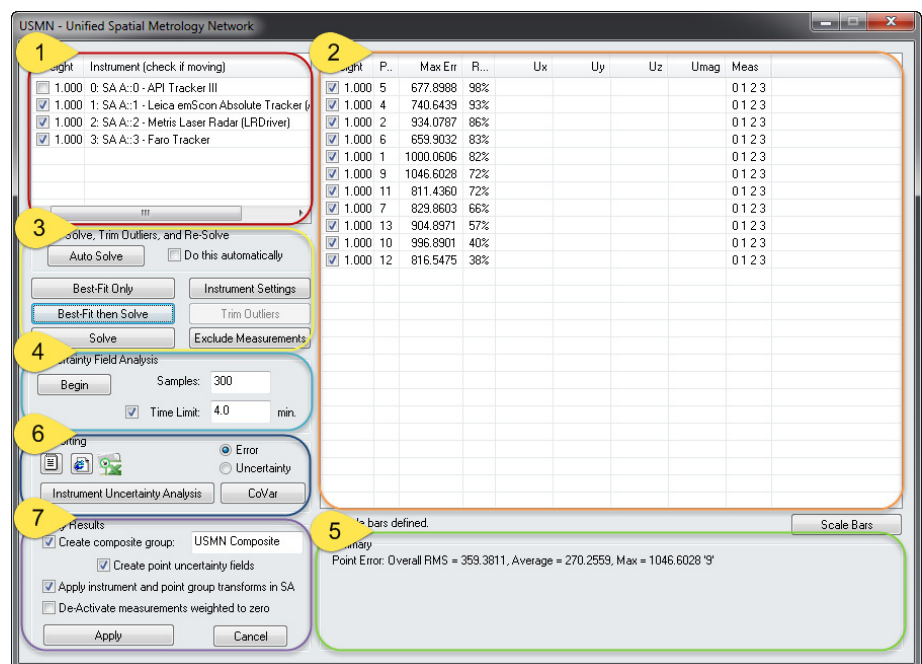 USMN - Unified Spatial Metrology Network
1
ght Instrument (check if moving)
1.000 0: SA A::0 - API Tracker III
1.000 1: SA A::1 - Leica emScon Absolute Tracker (
1.000 2: SA A::2 - Metris Laser Radar (LRDriver)
1.000 3: SA A::3 - Faro Tracker
2
ght P.. Max Err R... Ux Uy Uz Umag Meas
1.000 5 677.8988 98% 0 1 2 3
1.000 4 740.6439 93% 0 1 2 3
1.000 2 934.0787 86% 0 1 2 3
1.000 6 659.9032 83% 0 1 2 3
1.000 1 1000.0606 82% 0 1 2 3
1.000 9 1046.6028 72% 0 1 2 3
1.000 11 811.4360 72% 0 1 2 3
1.000 7 829.8603 66% 0 1 2 3
1.000 13 904.8971 57% 0 1 2 3
1.000 10 996.8901 40% 0 1 2 3
1.000 12 816.5475 38% 0 1 2 3
3
Solve, Trim Outliers, and Re-Solve
Auto Solve Do this automatically
Best-Fit Only Instrument Settings
Best-Fit then Solve Trim Outliers
Solve Exclude Measurements
4
ertainty Field Analysis
Begin Samples: 300
Time Limit: 4.0 min.
6
rting
Error
Uncertainty
Instrument Uncertainty Analysis CoVar
7
Results
Create composite group: USMN Composite
Create point uncertainty fields
Apply instrument and point group transforms in SA
De-Activate measurements weighted to zero
Apply Cancel
bars defined. Scale Bars
5
mary
Point Error: Overall RMS = 359.3811, Average = 270.2559, Max = 1046.6028 '9'